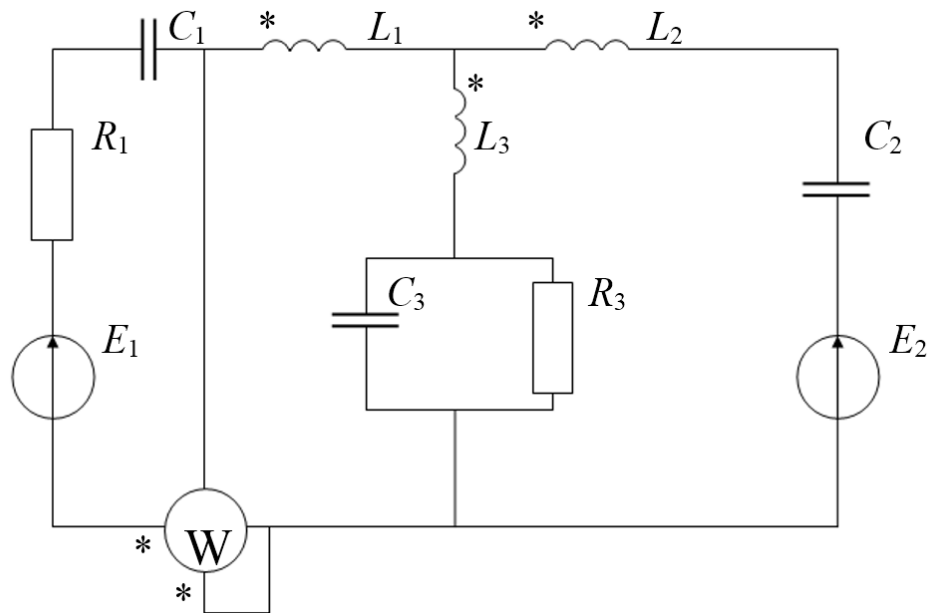 * C₁ L₁ * L₂
R₁ * L₃ C₂
C₃ R₃
E₁ E₂
* W
*